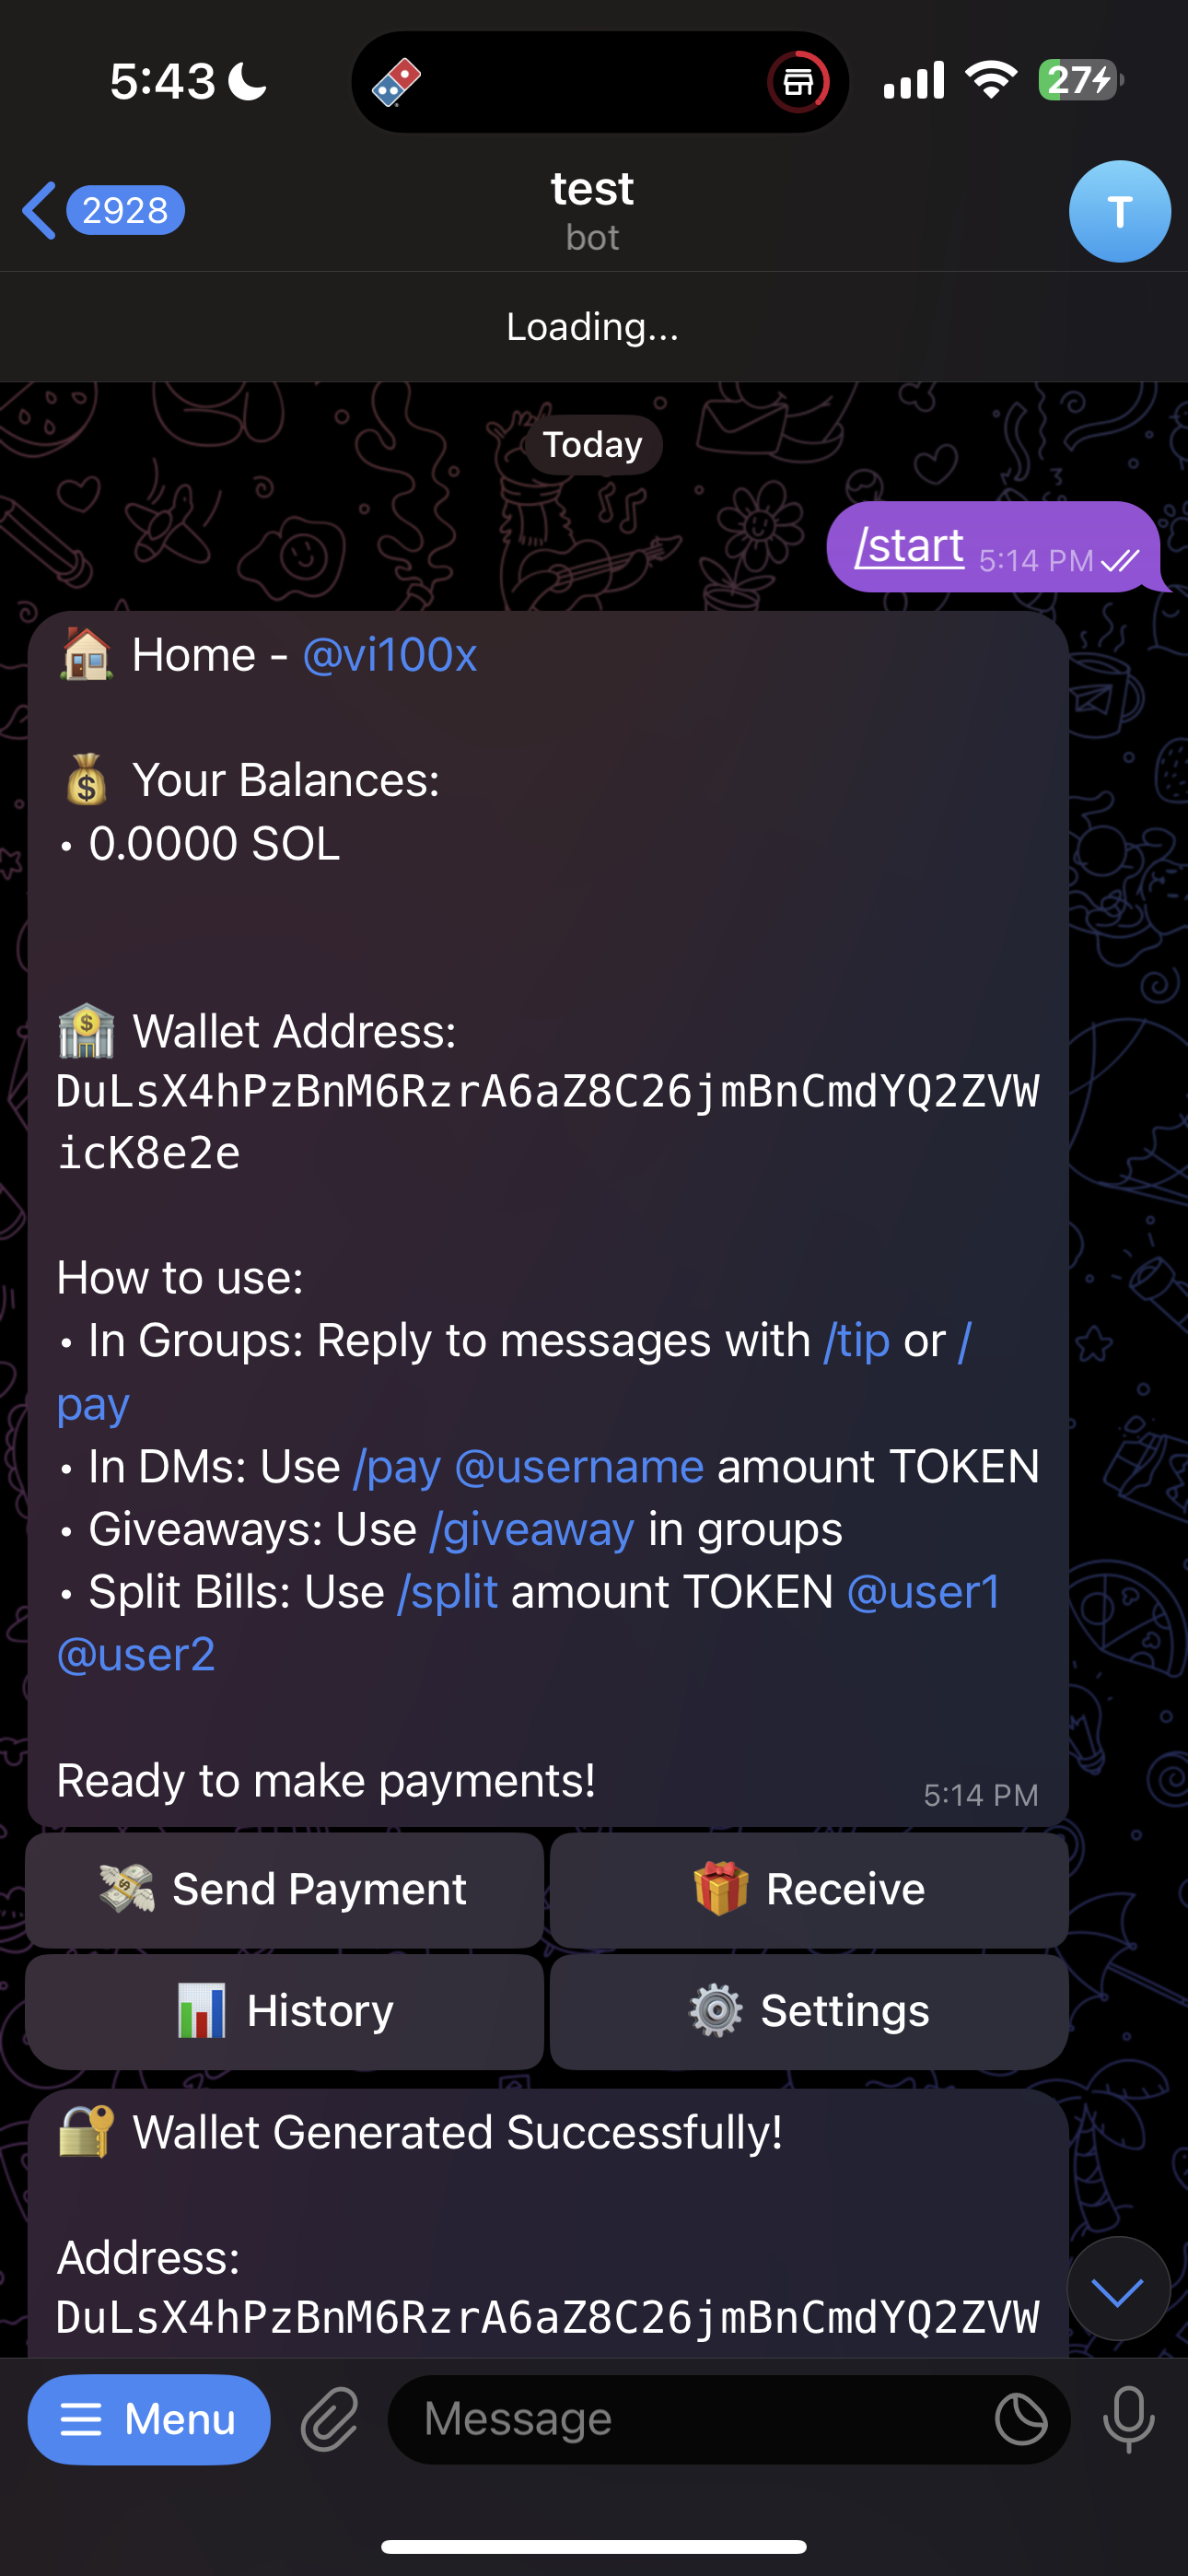 5:43
27
2928
test
bot
T
Loading...
Today
/start 5:14 PM
Home - @vi100x
Your Balances:
• 0.0000 SOL
Wallet Address:
DuLsX4hPzBnM6RzrA6aZ8C26jmBnCmdYQ2ZVW
icK8e2e
How to use:
• In Groups: Reply to messages with /tip or /
pay
• In DMs: Use /pay @username amount TOKEN
• Giveaways: Use /giveaway in groups
• Split Bills: Use /split amount TOKEN @user1
@user2
Ready to make payments!
5:14 PM
Send Payment
Receive
History
Settings
Wallet Generated Successfully!
Address:
DuLsX4hPzBnM6RzrA6aZ8C26jmBnCmdYQ2ZVW
Menu
Message